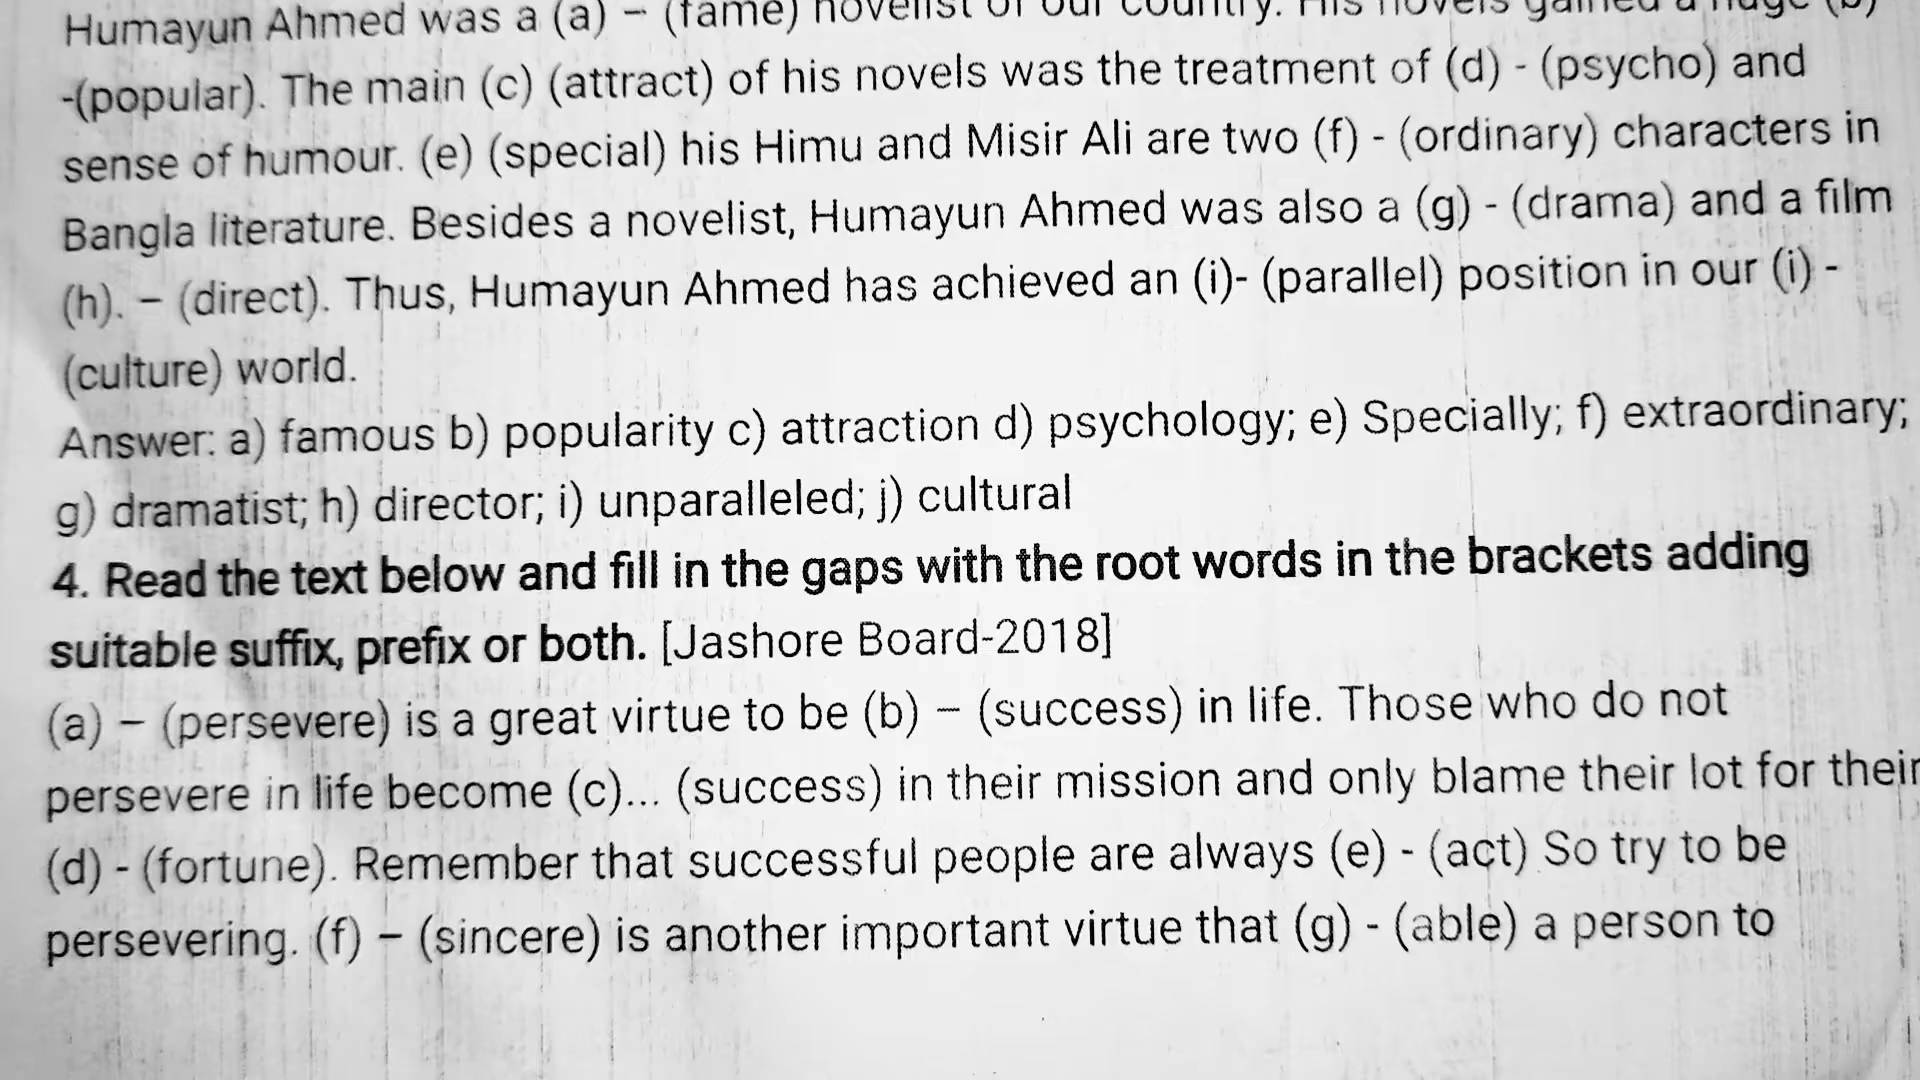 Humayun Ahmed was a (a) – (fame) novelist of our country. His novels gained a huge (b)
-(popular). The main (c) (attract) of his novels was the treatment of (d) - (psycho) and
sense of humour. (e) (special) his Himu and Misir Ali are two (f) - (ordinary) characters in
Bangla literature. Besides a novelist, Humayun Ahmed was also a (g) - (drama) and a film
(h). – (direct). Thus, Humayun Ahmed has achieved an (i)- (parallel) position in our (i) -
(culture) world.
Answer: a) famous b) popularity c) attraction d) psychology; e) Specially; f) extraordinary;
g) dramatist; h) director; i) unparalleled; j) cultural
4. Read the text below and fill in the gaps with the root words in the brackets adding
suitable suffix, prefix or both. [Jashore Board-2018]
(a) – (persevere) is a great virtue to be (b) – (success) in life. Those who do not
persevere in life become (c)... (success) in their mission and only blame their lot for their
(d) - (fortune). Remember that successful people are always (e) - (act) So try to be
persevering. (f) – (sincere) is another important virtue that (g) - (able) a person to